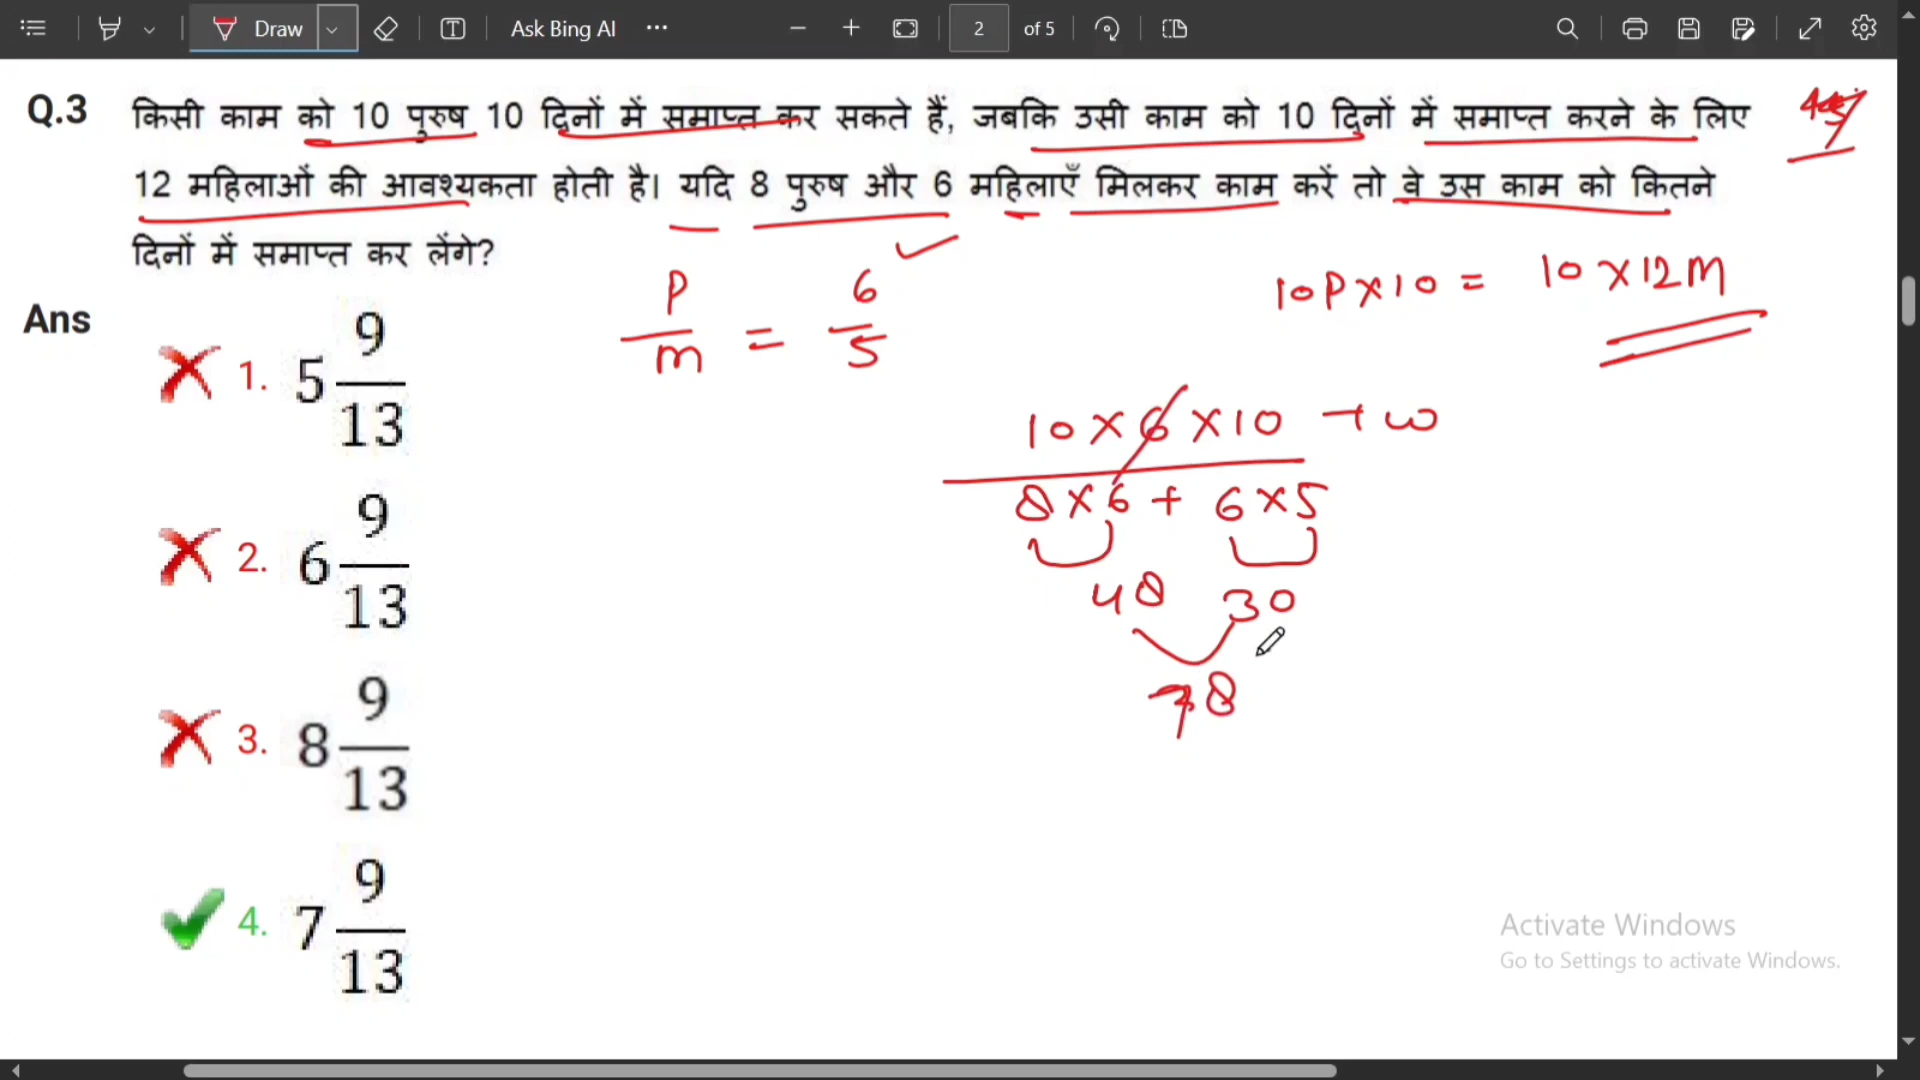 Draw
Ask Bing AI
2 of 5
Q.3 किसी काम को 10 पुरुष 10 दिनों में समाप्त कर सकते हैं, जबकि उसी काम को 10 दिनों में समाप्त करने के लिए
12 महिलाओं की आवश्यकता होती है। यदि 8 पुरुष और 6 महिलाएँ मिलकर काम करें तो वे उस काम को कितने
दिनों में समाप्त कर लेंगे?
P/m = 6/5
10P×10 = 10×12m
Ans
1. 5 9/13
2. 6 9/13
3. 8 9/13
4. 7 9/13
10×6×10 → w
8×6 + 6×5
48 30
78
Activate Windows
Go to Settings to activate Windows.